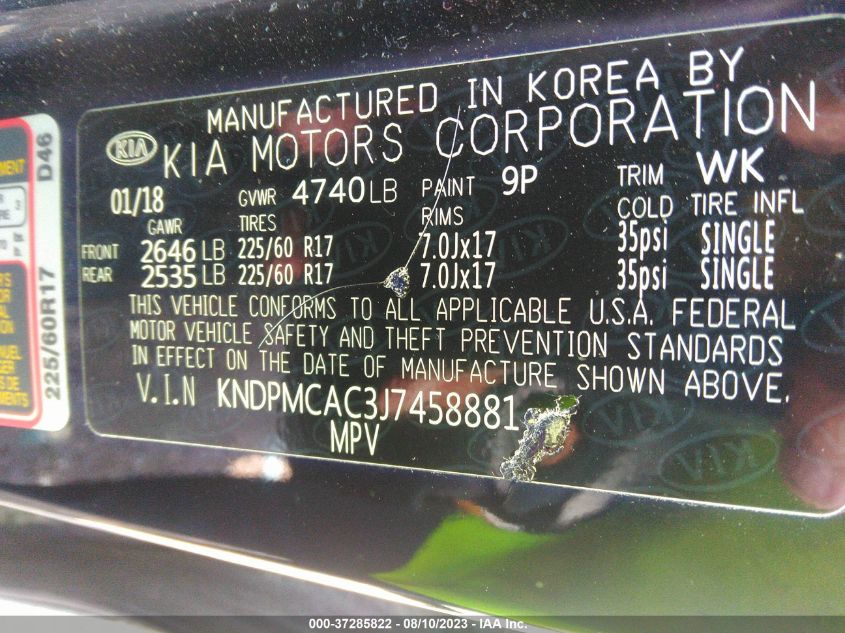 MANUFACTURED IN KOREA BY
KIA KIA MOTORS CORPORATION
01/18 GVWR 4740LB PAINT 9P TRIM WK
GAWR TIRES RIMS COLD TIRE INFL
FRONT 2646 LB 225/60 R17 7.0Jx17 35psi SINGLE
REAR 2535 LB 225/60 R17 7.0Jx17 35psi SINGLE
THIS VEHICLE CONFORMS TO ALL APPLICABLE U.S.A. FEDERAL
MOTOR VEHICLE SAFETY AND THEFT PREVENTION STANDARDS
IN EFFECT ON THE DATE OF MANUFACTURE SHOWN ABOVE.
V.I.N KNDPMCAC3J7458881
MPV
D46
225/60R17
000-37285822 - 08/10/2023 - IAA Inc.